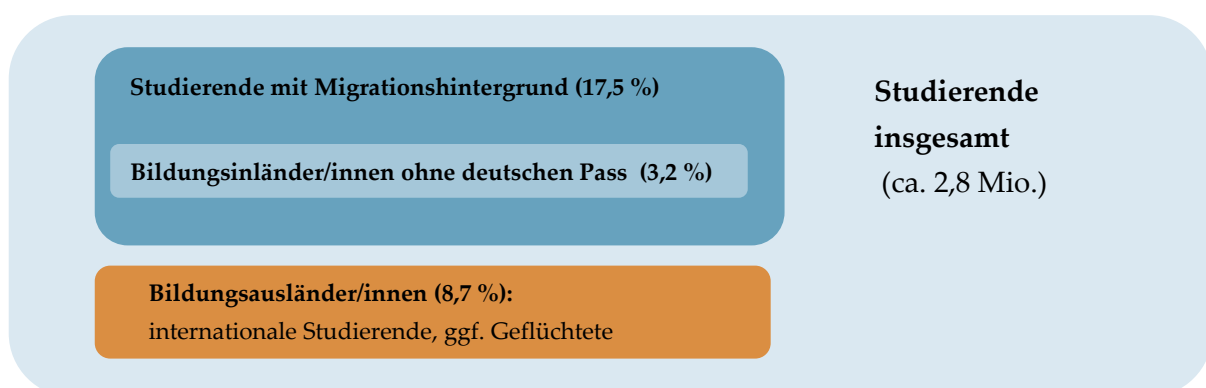 Studierende mit Migrationshintergrund (17,5 %)
Bildungsinländer/innen ohne deutschen Pass (3,2 %)
Bildungsausländer/innen (8,7 %):
internationale Studierende, ggf. Geflüchtete
Studierende
insgesamt
(ca. 2,8 Mio.)